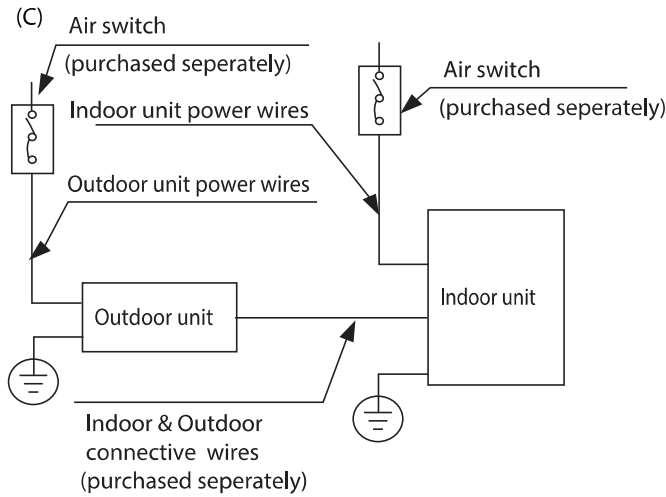 (C)
Air switch
(purchased seperately)
Air switch
(purchased seperately)
Indoor unit power wires
Outdoor unit power wires
Indoor unit
Outdoor unit
Indoor & Outdoor
connective wires
(purchased seperately)